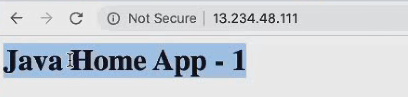 Not Secure | 13.234.48.111
Java Home App - 1